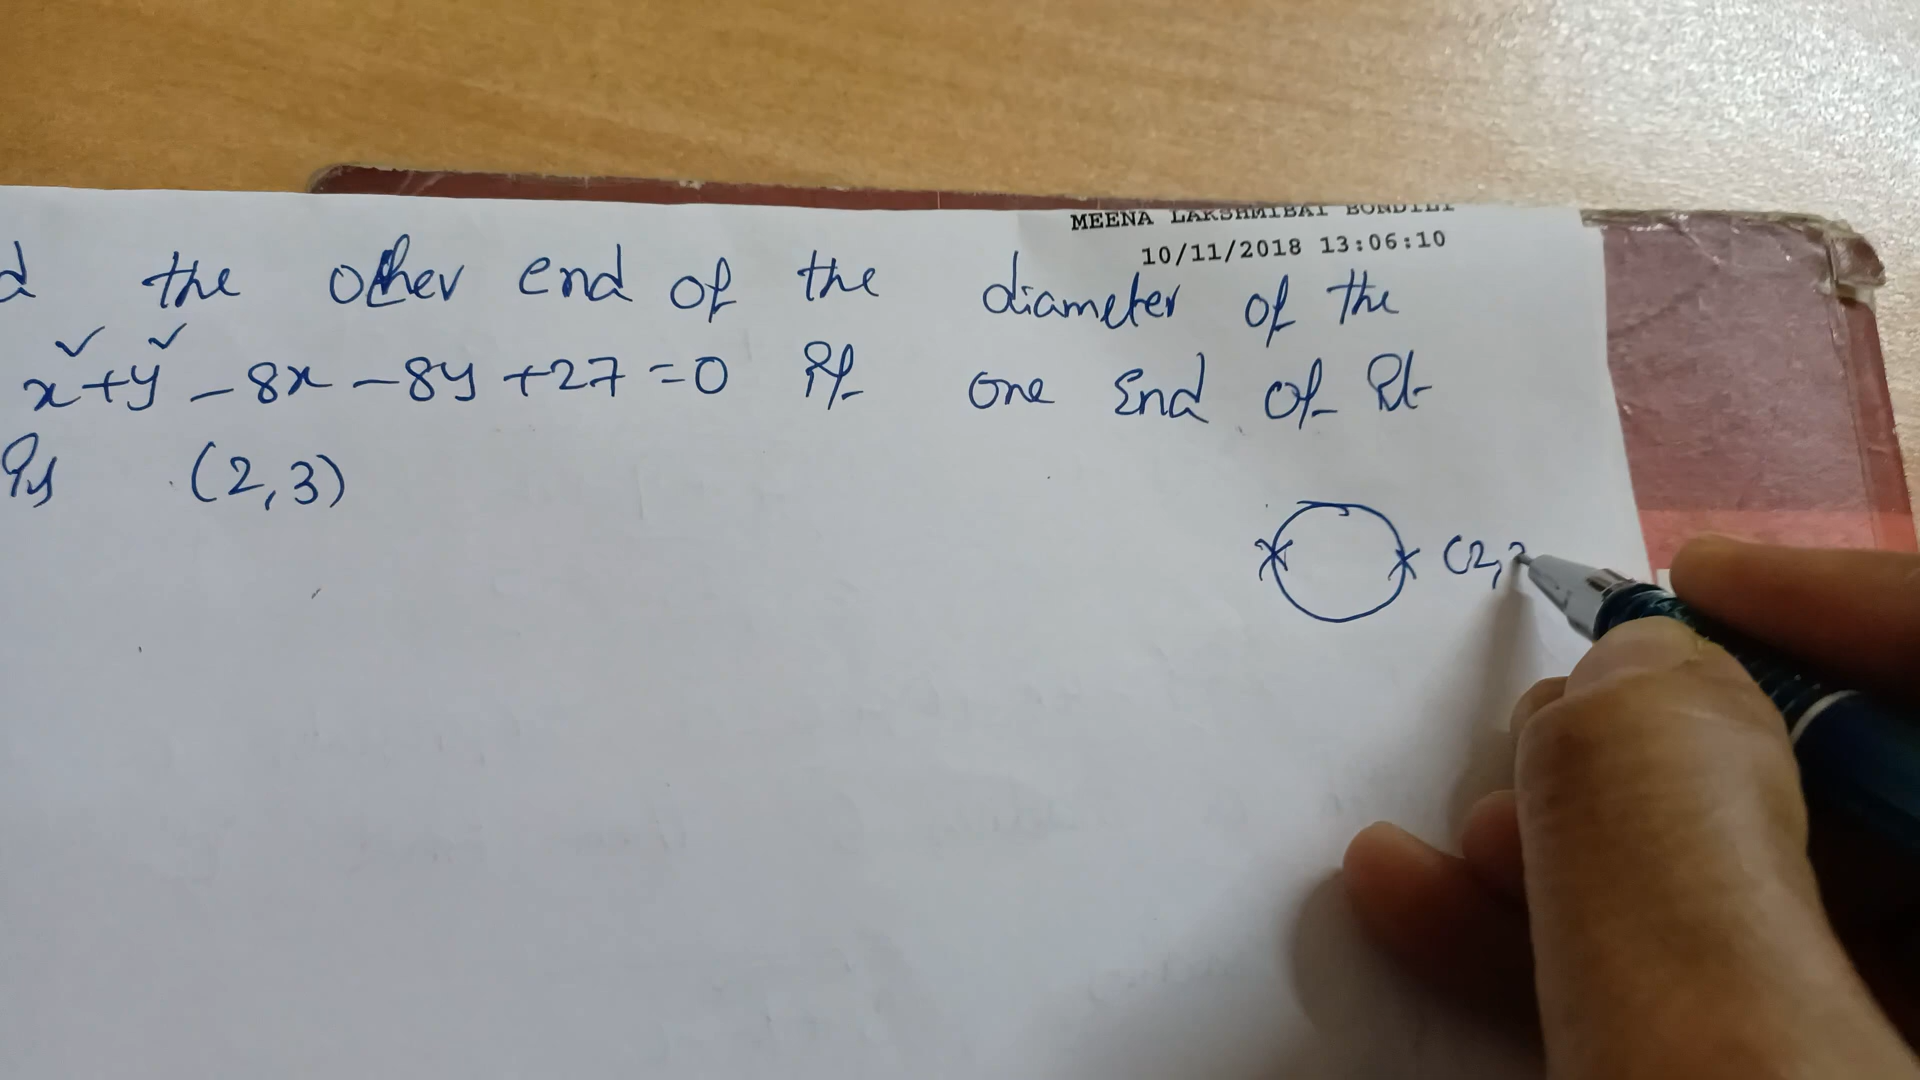 MEENA LAKSHMIBAI BONDILI
10/11/2018 13:06:10
d the other end of the diameter of the
x²+y² -8x -8y +27 =0 If one End of It
Is (2,3)
(2,3